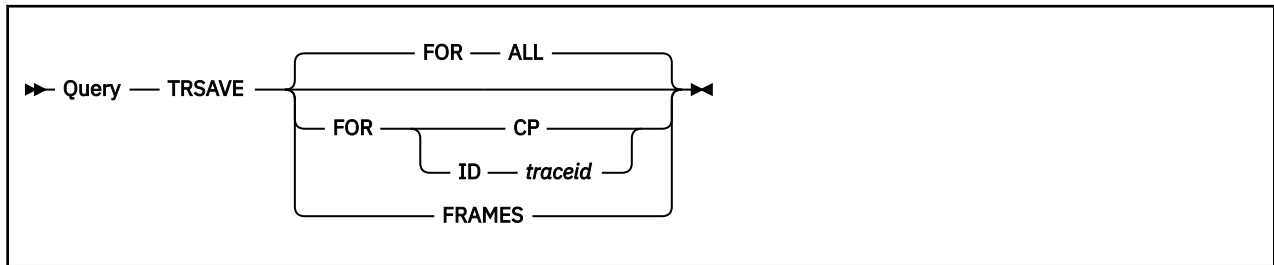 FOR ALL
Query TRSAVE
FOR CP
ID traceid
FRAMES